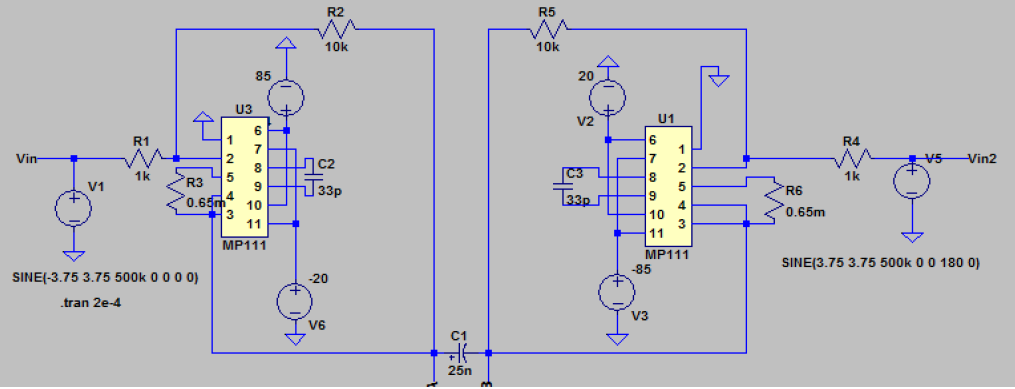 R2
10k
R5
10k
85
20
V2
U3
U1
R1
1k
Vin
V1
R3
0.65m
1
2
5
4
3
6
7
8
9
10
11
MP111
C2
33p
-20
V6
SINE(-3.75 3.75 500k 0 0 0 0)
.tran 2e-4
C1
25n
A
B
C3
33p
6
7
8
9
10
11
1
2
5
4
3
MP111
-85
V3
R6
0.65m
R4
1k
V5
Vin2
SINE(3.75 3.75 500k 0 0 180 0)